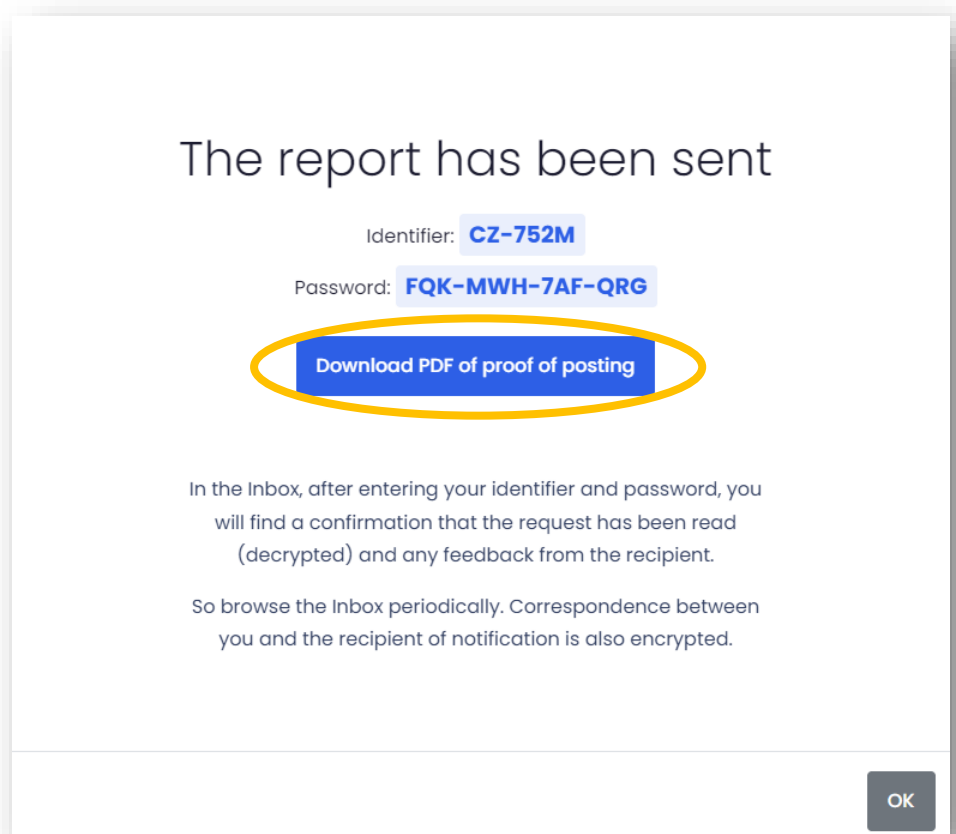 The report has been sent
Identifier: CZ-752M
Password: FQK-MWH-7AF-QRG
Download PDF of proof of posting
In the Inbox, after entering your identifier and password, you
will find a confirmation that the request has been read
(decrypted) and any feedback from the recipient.
So browse the Inbox periodically. Correspondence between
you and the recipient of notification is also encrypted.
OK